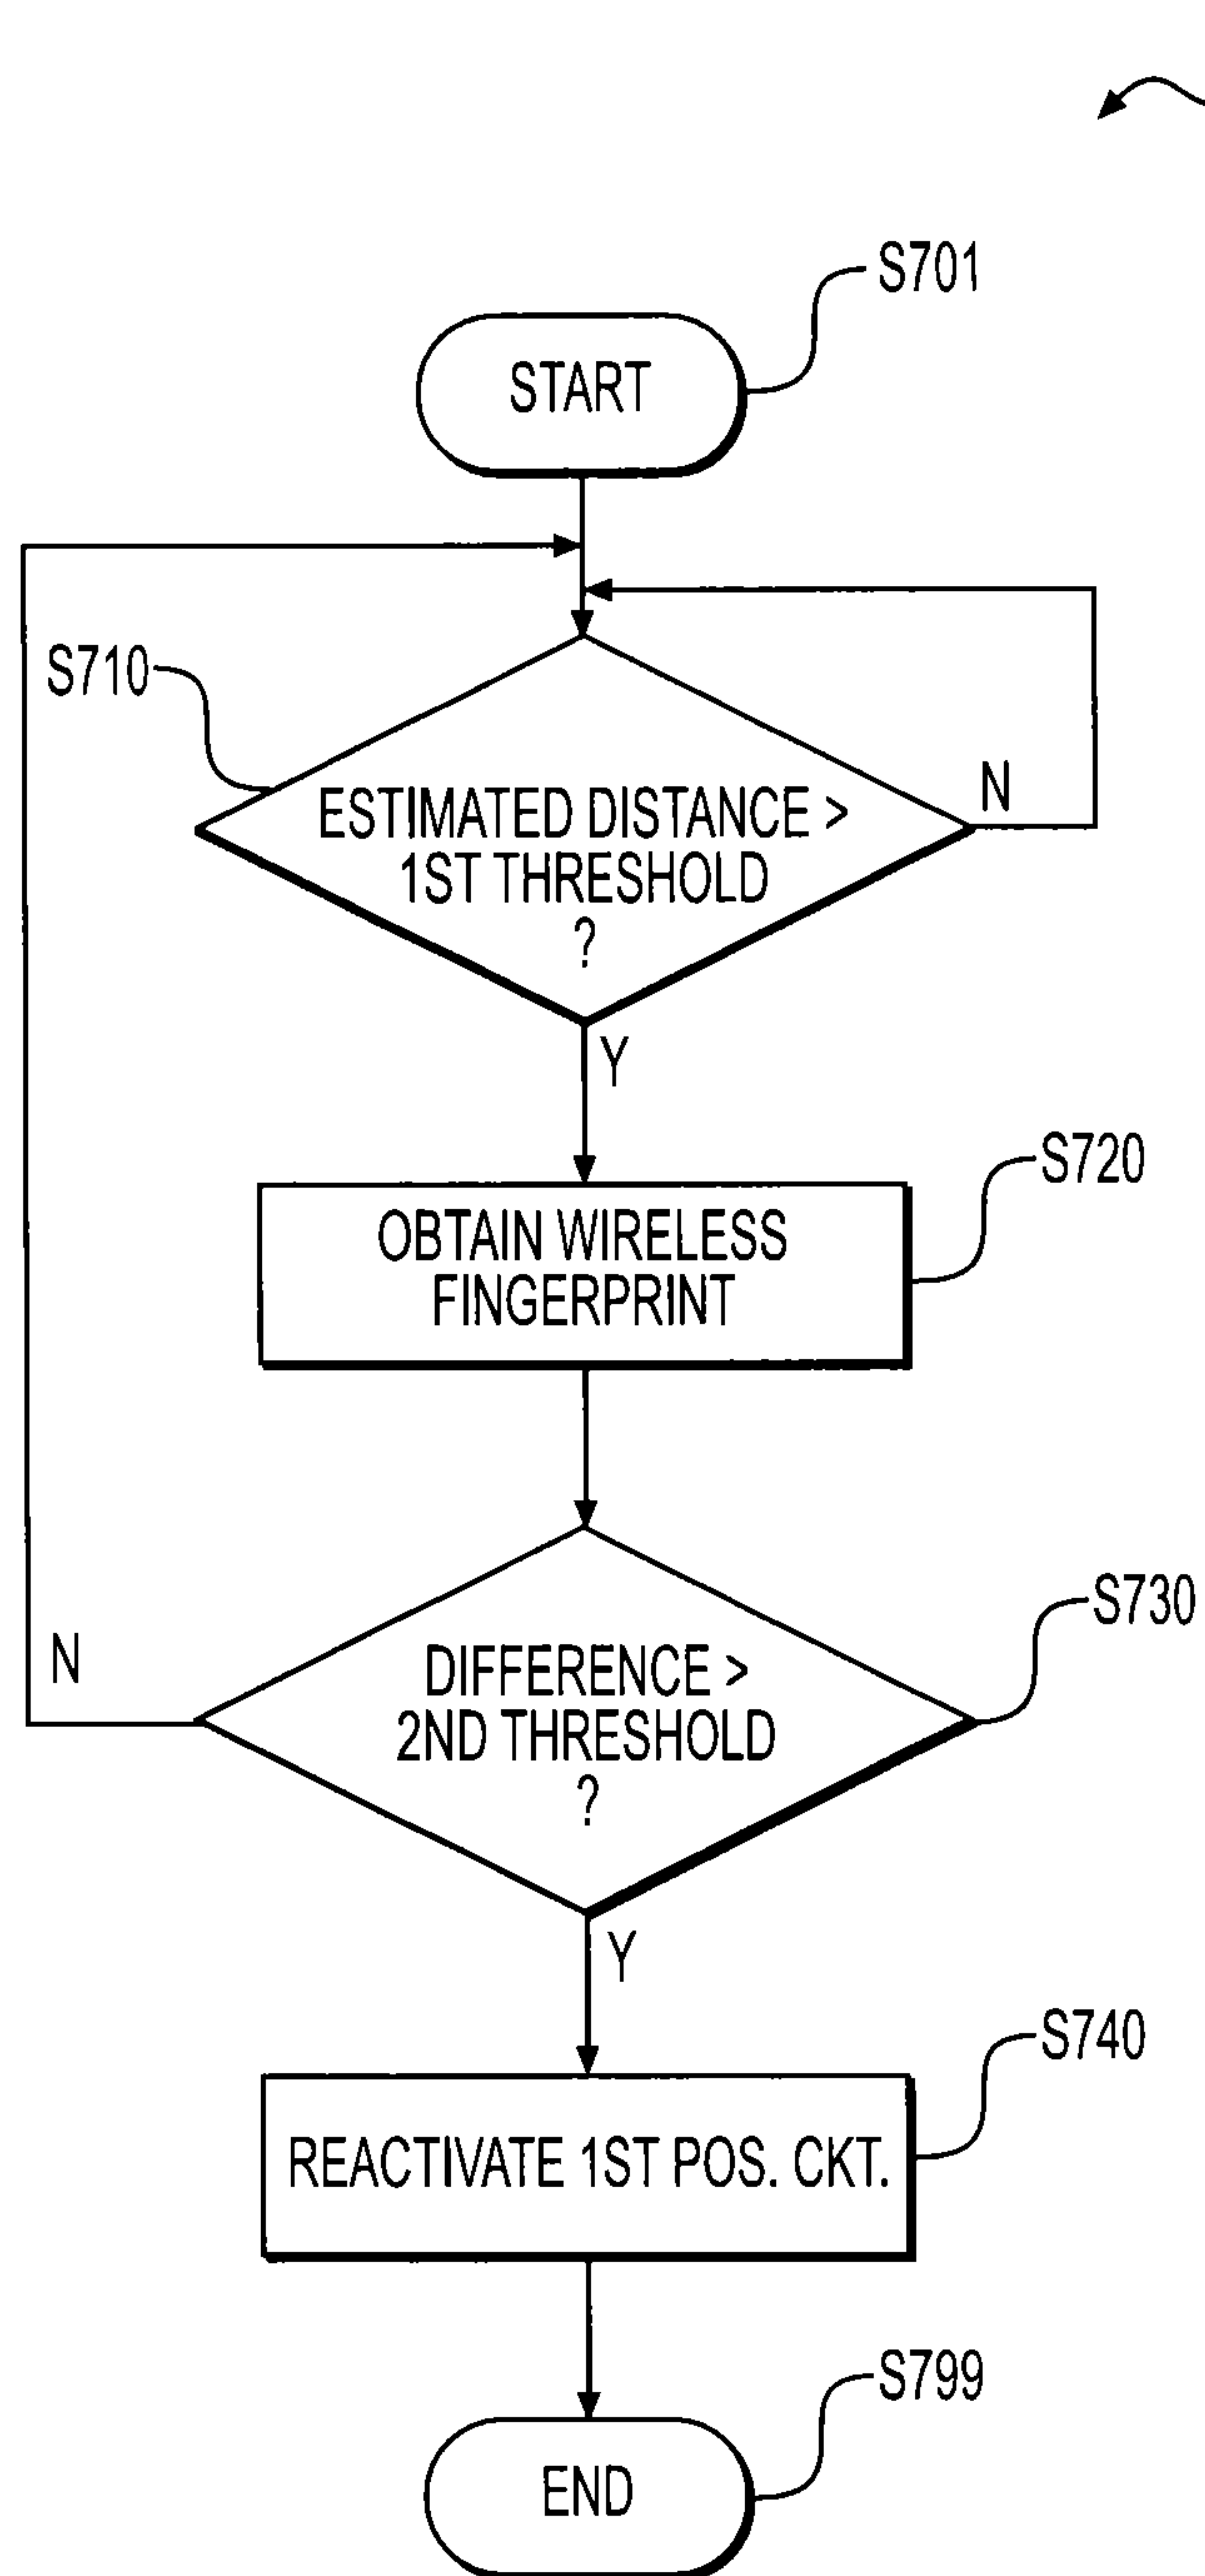 S701
START
S710
N
ESTIMATED DISTANCE >
1ST THRESHOLD
?
Y
S720
OBTAIN WIRELESS
FINGERPRINT
S730
N
DIFFERENCE >
2ND THRESHOLD
?
Y
S740
REACTIVATE 1ST POS. CKT.
S799
END